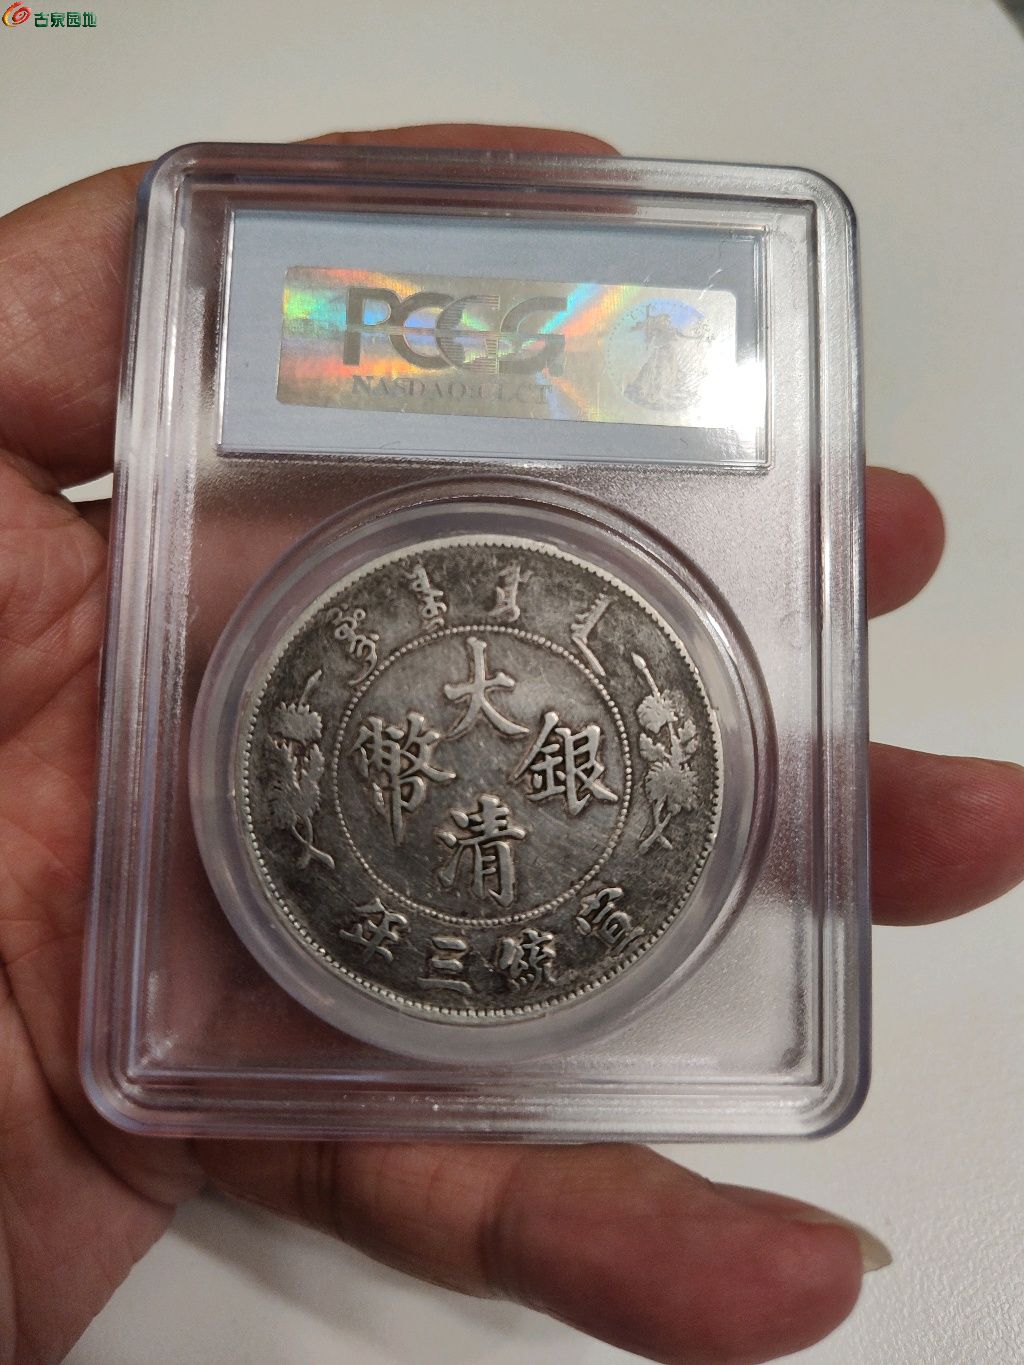 古泉园地
PCGS
NASDAQ:CLCT
大
幣 銀
清
年三統宣